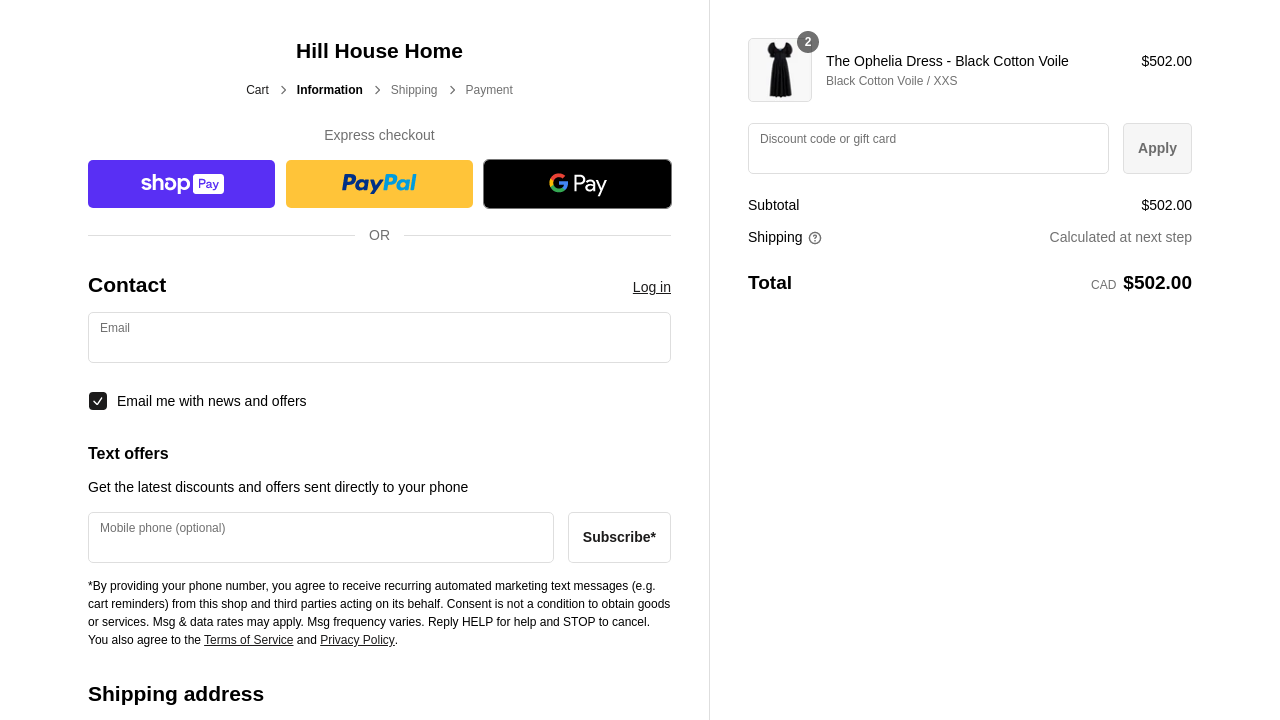 Hill House Home
Cart Information Shipping Payment
Express checkout
shop Pay PayPal G Pay
OR
Contact
Log in
Email
Email me with news and offers
Text offers
Get the latest discounts and offers sent directly to your phone
Mobile phone (optional)
Subscribe*
*By providing your phone number, you agree to receive recurring automated marketing text messages (e.g.
cart reminders) from this shop and third parties acting on its behalf. Consent is not a condition to obtain goods
or services. Msg & data rates may apply. Msg frequency varies. Reply HELP for help and STOP to cancel.
You also agree to the Terms of Service and Privacy Policy.
Shipping address
2
The Ophelia Dress - Black Cotton Voile $502.00
Black Cotton Voile / XXS
Discount code or gift card
Apply
Subtotal $502.00
Shipping Calculated at next step
Total CAD $502.00